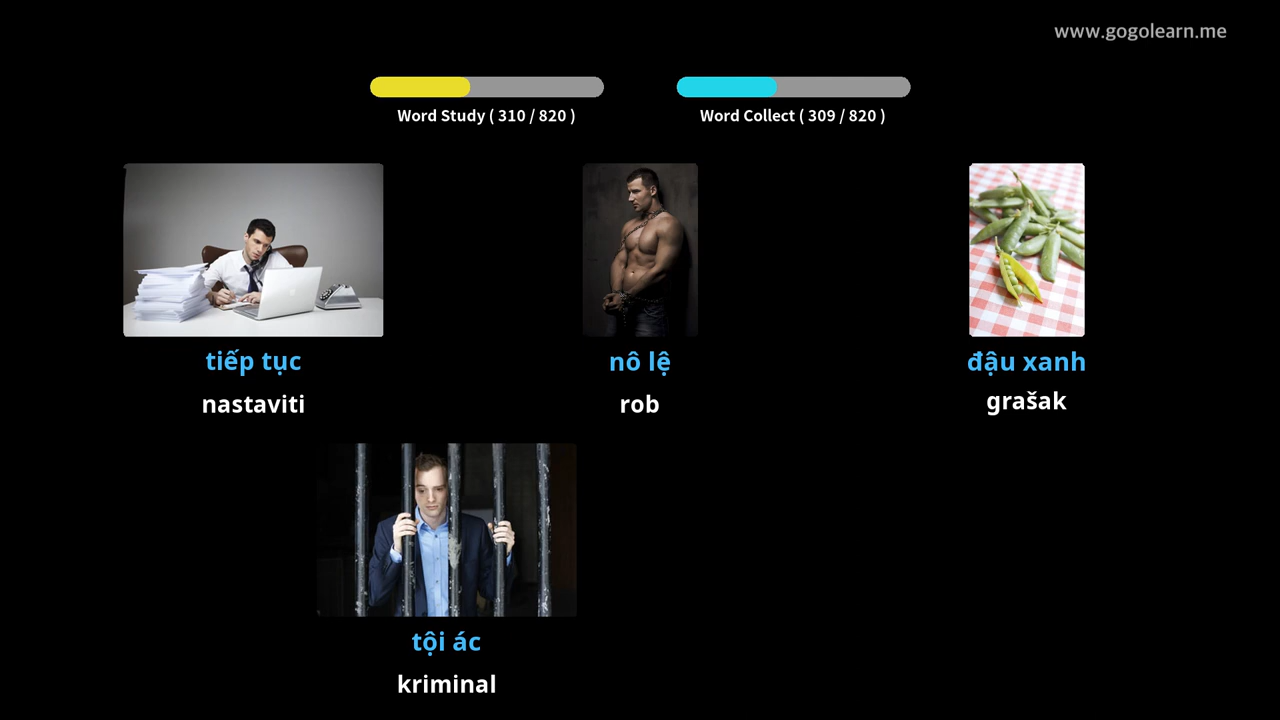 www.gogolearn.me
Word Study ( 310 / 820 )
Word Collect ( 309 / 820 )
tiếp tục
nastaviti
nô lệ
rob
đậu xanh
grašak
tội ác
kriminal